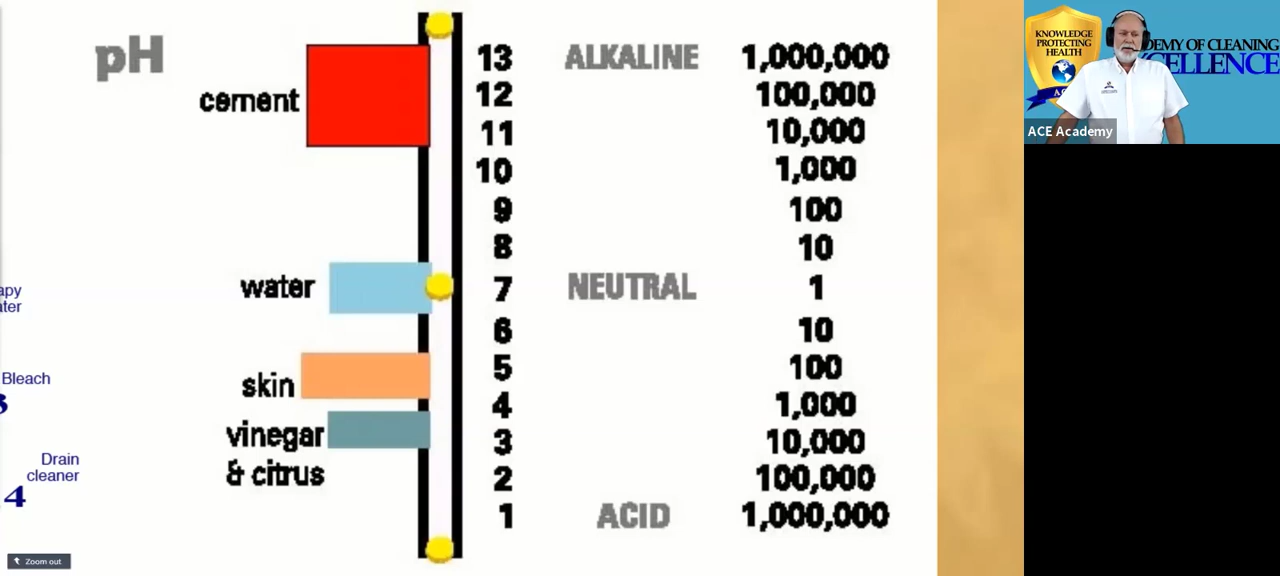 pH
cement
water
skin
vinegar
& citrus
13 ALKALINE 1,000,000
12 100,000
11 10,000
10 1,000
9 100
8 10
7 NEUTRAL 1
6 10
5 100
4 1,000
3 10,000
2 100,000
1 ACID 1,000,000
Bleach
Drain
cleaner
4
Zoom out
KNOWLEDGE
PROTECTING
HEALTH
DEMY OF CLEANING
CELLENCE
ACE Academy